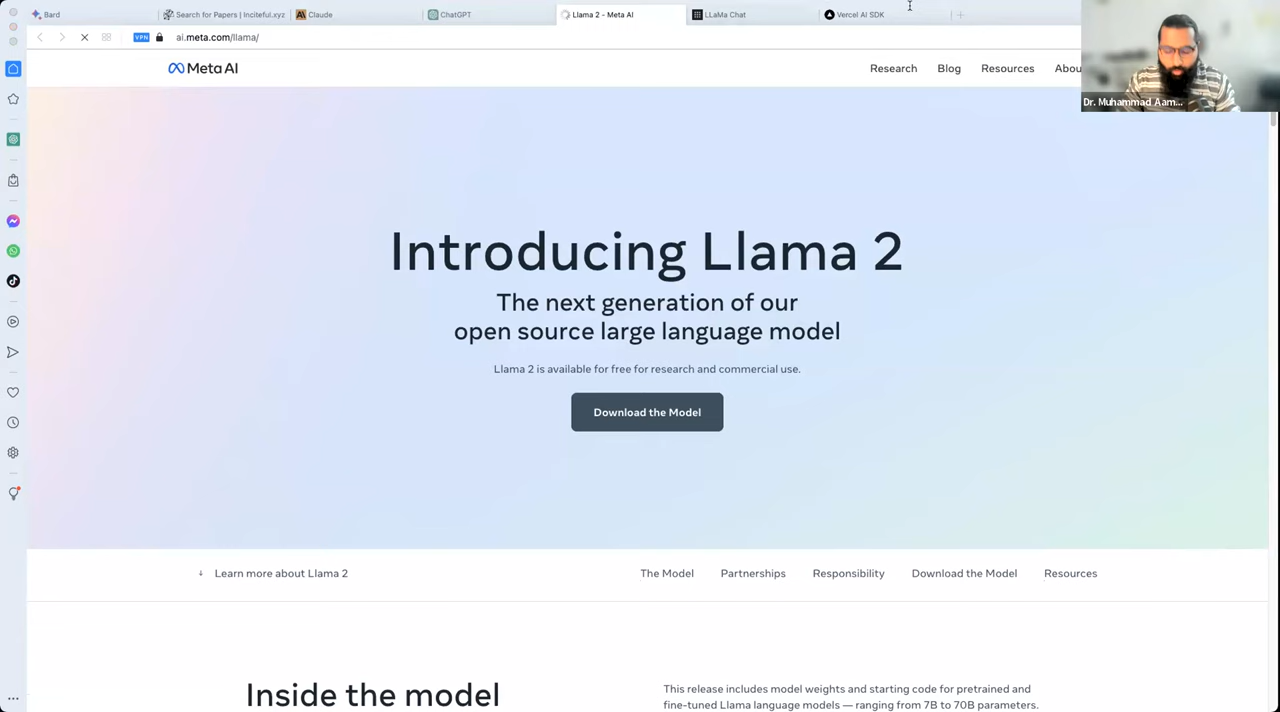 Bard
Search for Papers | Inciteful.xyz
Claude
ChatGPT
Llama 2 - Meta AI
LLaMa Chat
Vercel AI SDK
VPN
ai.meta.com/llama/
Meta AI
Research
Blog
Resources
Abou
Dr. Muhammad Aam...
Introducing Llama 2
The next generation of our
open source large language model
Llama 2 is available for free for research and commercial use.
Download the Model
Learn more about Llama 2
The Model
Partnerships
Responsibility
Download the Model
Resources
Inside the model
This release includes model weights and starting code for pretrained and
fine-tuned Llama language models — ranging from 7B to 70B parameters.